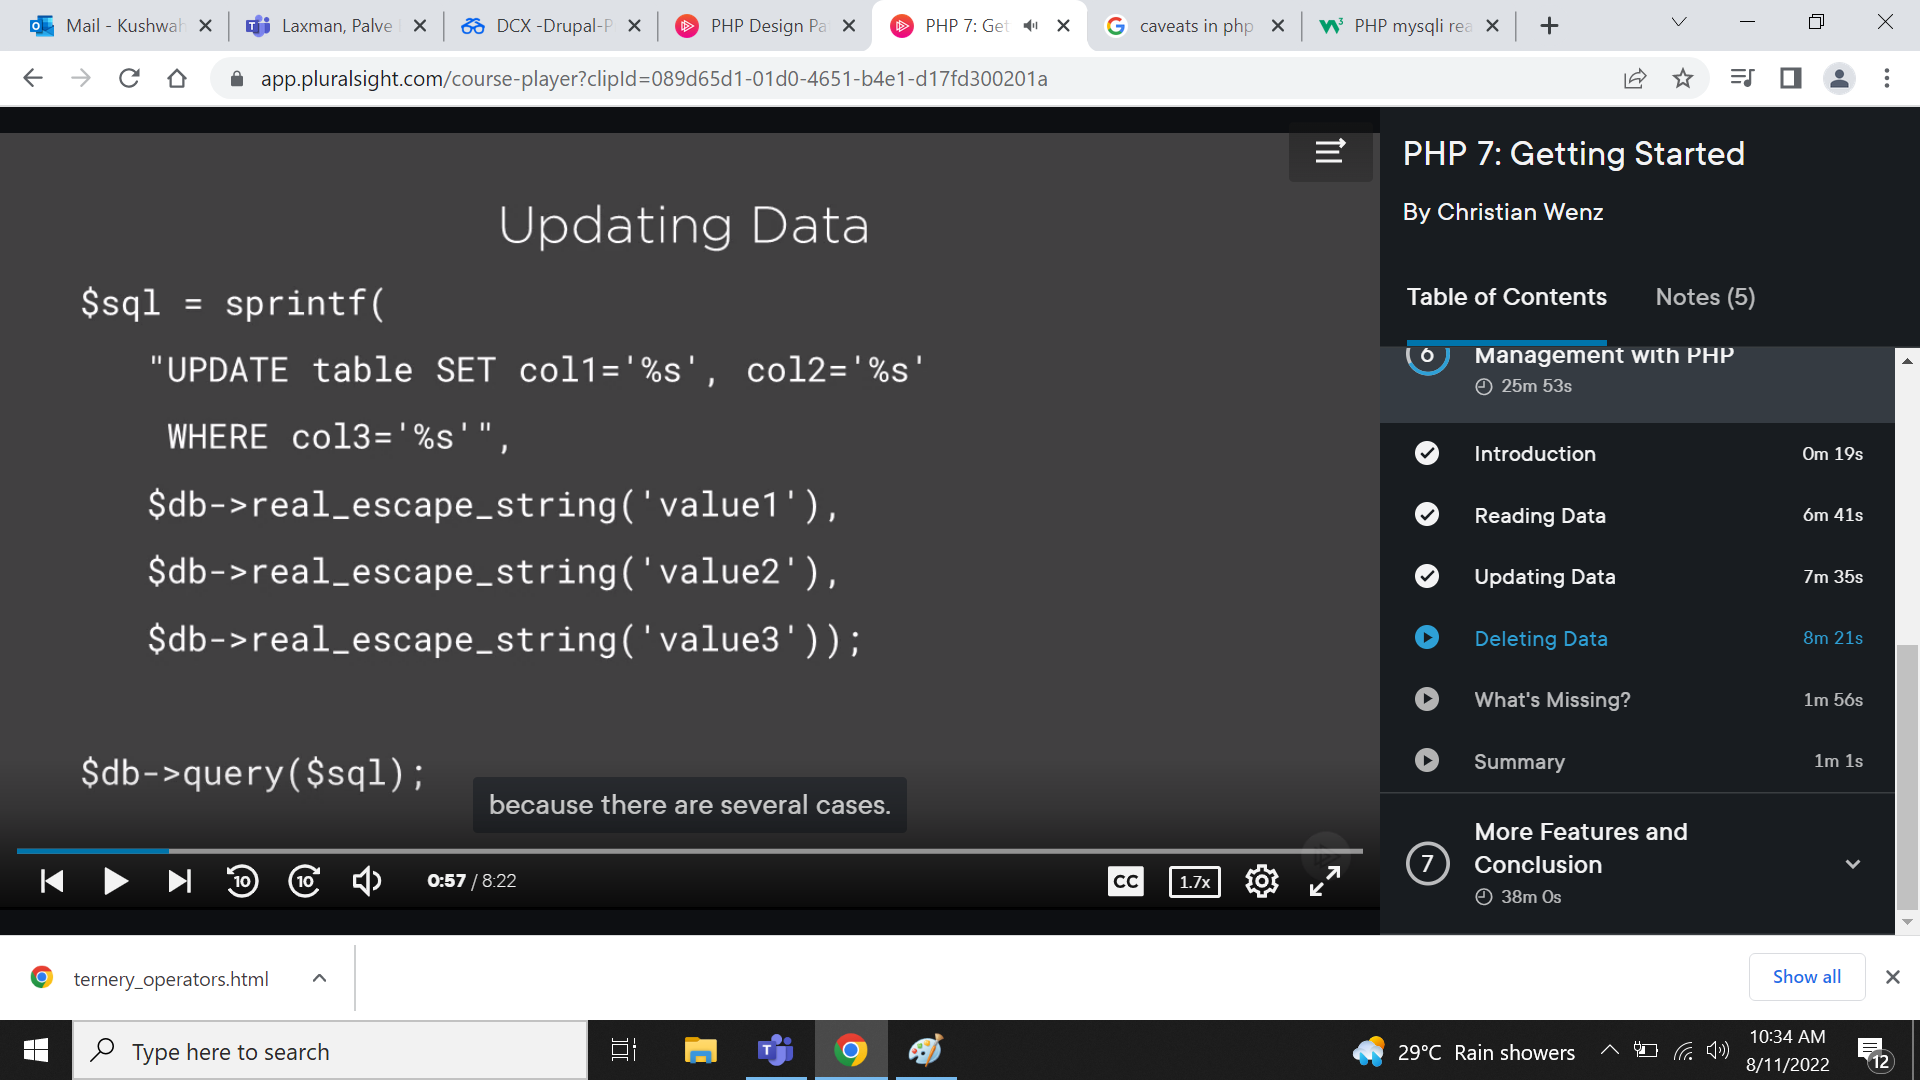 Mail - Kushwah
Laxman, Palve
DCX -Drupal-P
PHP Design Pa
PHP 7: Get
caveats in php
PHP mysqli rea
app.pluralsight.com/course-player?clipId=089d65d1-01d0-4651-b4e1-d17fd300201a
Updating Data
$sql = sprintf(
"UPDATE table SET col1='%s', col2='%s'
WHERE col3='%s'",
$db->real_escape_string('value1'),
$db->real_escape_string('value2'),
$db->real_escape_string('value3'));
$db->query($sql);
because there are several cases.
10
10
0:57 / 8:22
CC
1.7x
PHP 7: Getting Started
By Christian Wenz
Table of Contents
Notes (5)
6
Management with PHP
25m 53s
Introduction
0m 19s
Reading Data
6m 41s
Updating Data
7m 35s
Deleting Data
8m 21s
What's Missing?
1m 56s
Summary
1m 1s
7
More Features and
Conclusion
38m 0s
ternery_operators.html
Show all
Type here to search
29°C Rain showers
10:34 AM
8/11/2022
12